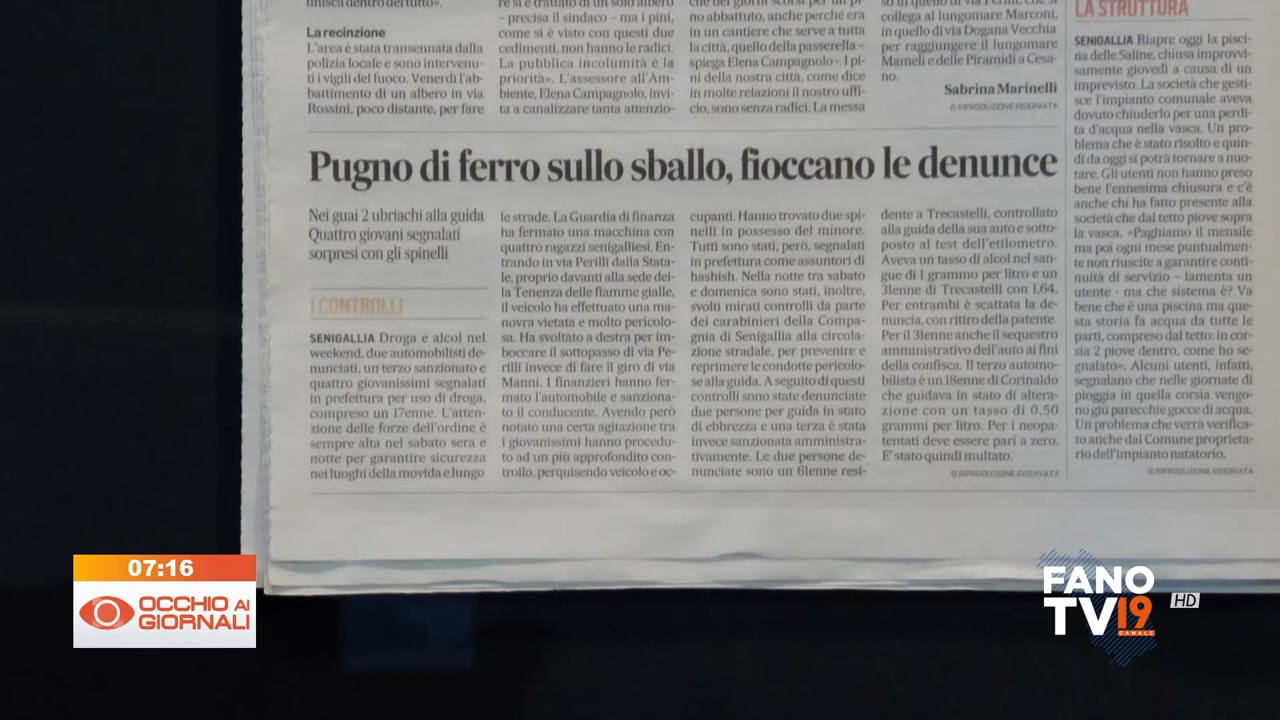 La recinzione
L'area è stata transennata dalla
polizia locale e sono intervenu-
ti i vigili del fuoco. Venerdì l'ab-
battimento di un albero in via
Rossini, poco distante, per fare
re si è trattato di un solo albero
– precisa il sindaco – ma i pini,
come si è visto con questi due
cedimenti, non hanno le radici.
La pubblica incolumità è la
priorità». L'assessore all'Am-
biente, Elena Campagnolo, invi-
ta a canalizzare tanta attenzio-
no abbattuto, anche perché era
in un cantiere che serve a tutta
la città, quello della passerella –
spiega Elena Campagnolo -. I pi-
ni della nostra città, come dice
in molte relazioni il nostro uffi-
cio, sono senza radici. La messa
collega al lungomare Marconi,
in quello di via Dogana Vecchia
per raggiungere il lungomare
Mameli e delle Piramidi a Cesa-
no.
Sabrina Marinelli
© RIPRODUZIONE RISERVATA
Pugno di ferro sullo sballo, fioccano le denunce
Nei guai 2 ubriachi alla guida
Quattro giovani segnalati
sorpresi con gli spinelli
I CONTROLLI
SENIGALLIA Droga e alcol nel
weekend, due automobilisti de-
nunciati, un terzo sanzionato e
quattro giovanissimi segnalati
in prefettura per uso di droga,
compreso un 17enne. L'atten-
zione delle forze dell'ordine è
sempre alta nel sabato sera e
notte per garantire sicurezza
nei luoghi della movida e lungo
le strade. La Guardia di finanza
ha fermato una macchina con
quattro ragazzi senigalliesi. En-
trando in via Perilli dalla Stata-
le, proprio davanti alla sede del-
la Tenenza delle fiamme gialle,
il veicolo ha effettuato una ma-
novra vietata e molto pericolo-
sa. Ha svoltato a destra per im-
boccare il sottopasso di via Pe-
rilli invece di fare il giro di via
Manni. I finanzieri hanno fer-
mato l'automobile e sanziona-
to il conducente. Avendo però
notato una certa agitazione tra
i giovanissimi hanno procedu-
to ad un più approfondito con-
trollo, perquisendo veicolo e oc-
cupanti. Hanno trovato due spi-
nelli in possesso del minore.
Tutti sono stati, però, segnalati
in prefettura come assuntori di
hashish. Nella notte tra sabato
e domenica sono stati, inoltre,
svolti mirati controlli da parte
dei carabinieri della Compa-
gnia di Senigallia alla circola-
zione stradale, per prevenire e
reprimere le condotte pericolo-
se alla guida. A seguito di questi
controlli sono state denunciate
due persone per guida in stato
di ebbrezza e una terza è stata
invece sanzionata amministra-
tivamente. Le due persone de-
nunciate sono un 61enne resi-
dente a Trecastelli, controllato
alla guida della sua auto e sotto-
posto al test dell'etilometro.
Aveva un tasso di alcol nel san-
gue di 1 grammo per litro e un
31enne di Trecastelli con 1,64.
Per entrambi è scattata la de-
nuncia, con ritiro della patente.
Per il 31enne anche il sequestro
amministrativo dell'auto ai fini
della confisca. Il terzo automo-
bilista è un 18enne di Corinaldo
che guidava in stato di altera-
zione con un tasso di 0,50
grammi per litro. Per i neopa-
tentati deve essere pari a zero.
E' stato quindi multato.
© RIPRODUZIONE RISERVATA
LA STRUTTURA
SENIGALLIA Riapre oggi la pisci-
na delle Saline, chiusa improvvi-
samente giovedì a causa di un
imprevisto. La società che gesti-
sce l'impianto comunale aveva
dovuto chiuderlo per una perdi-
ta d'acqua nella vasca. Un pro-
blema che è stato risolto e quin-
di da oggi si potrà tornare a nuo-
tare. Gli utenti non hanno preso
bene l'ennesima chiusura e c'è
anche chi ha fatto presente alla
società che dal tetto piove sopra
la vasca. «Paghiamo il mensile
ma poi ogni mese puntualmen-
te non riuscite a garantire conti-
nuità di servizio – lamenta un
utente - ma che sistema è? Va
bene che è una piscina ma que-
sta storia fa acqua da tutte le
parti, compreso dal tetto: in cor-
sia 2 piove dentro, come ho se-
gnalato». Alcuni utenti, infatti,
segnalano che nelle giornate di
pioggia in quella corsia vengo-
no giù parecchie gocce di acqua.
Un problema che verrà verifica-
to anche dal Comune proprieta-
rio dell'impianto natatorio.
© RIPRODUZIONE RISERVATA
07:16
OCCHIO AI
GIORNALI
FANO
TV19
CANALE
HD